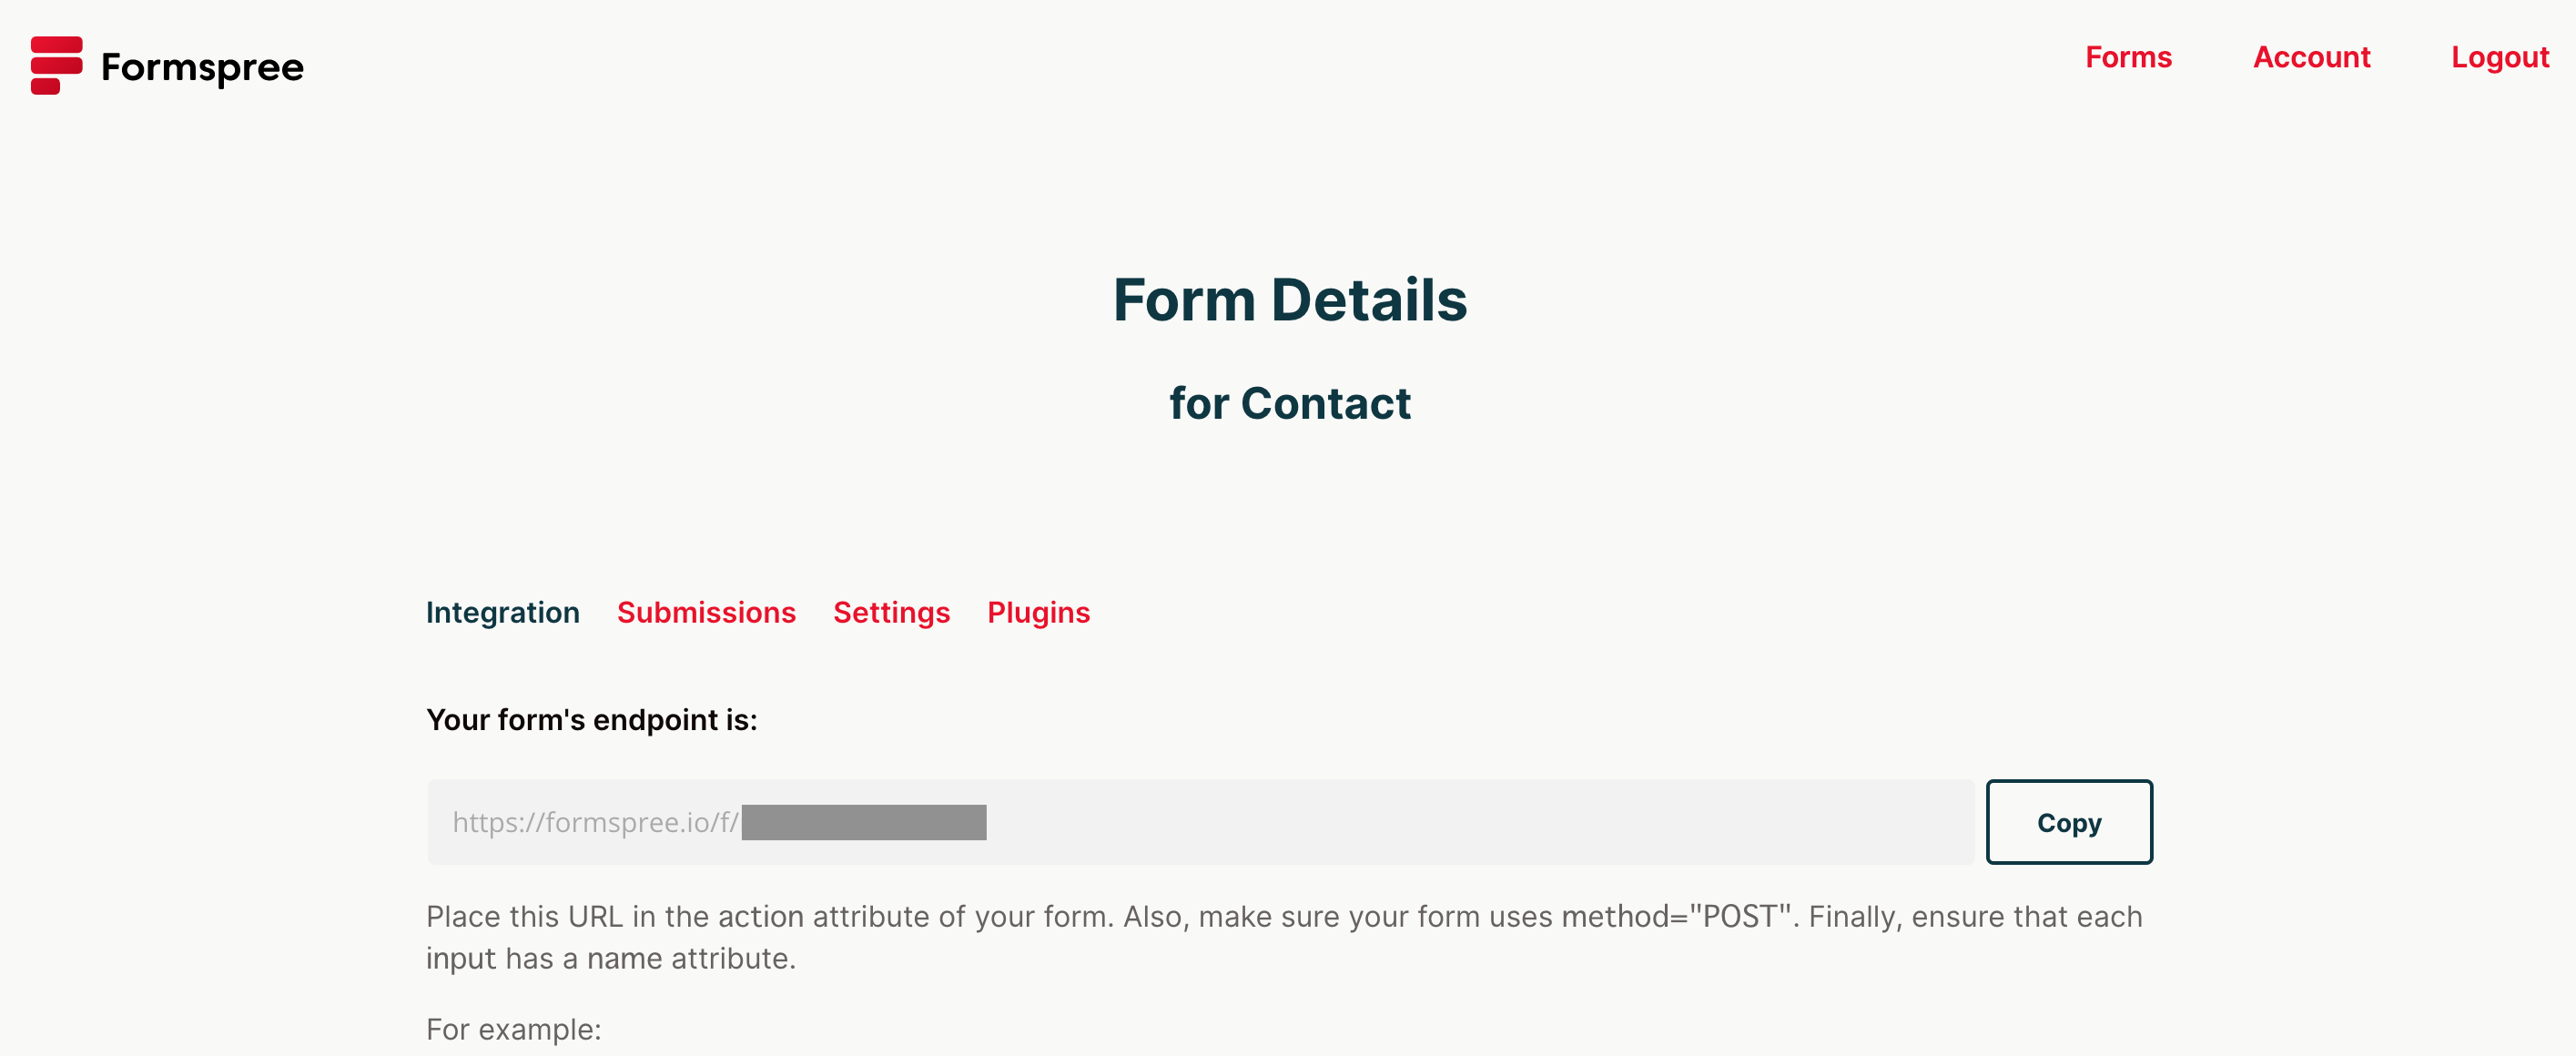 Formspree
Forms Account Logout
Form Details
for Contact
Integration Submissions Settings Plugins
Your form's endpoint is:
https://formspree.io/f/
Copy
Place this URL in the action attribute of your form. Also, make sure your form uses method="POST". Finally, ensure that each
input has a name attribute.
For example: